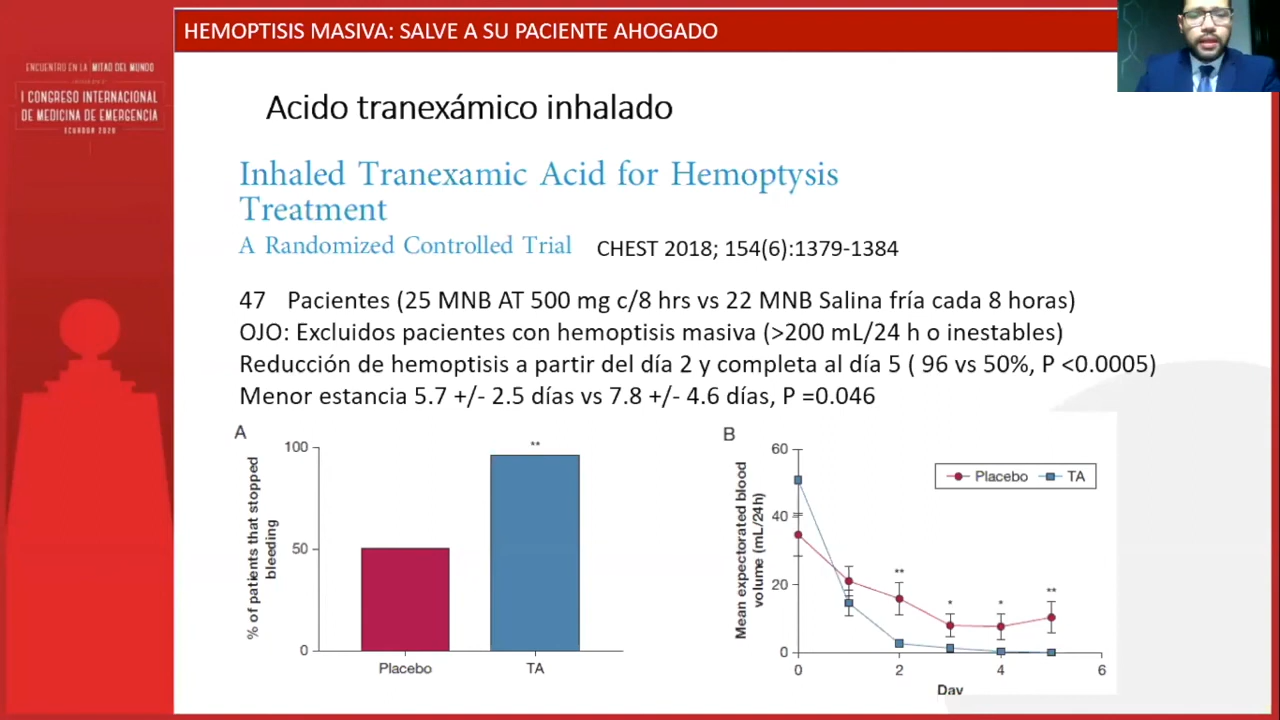 HEMOPTISIS MASIVA: SALVE A SU PACIENTE AHOGADO
ENCUENTRO EN LA MITAD DEL MUNDO
I CONGRESO INTERNACIONAL
DE MEDICINA DE EMERGENCIA
ECUADOR 2020
Acido tranexámico inhalado
Inhaled Tranexamic Acid for Hemoptysis
Treatment
A Randomized Controlled Trial CHEST 2018; 154(6):1379-1384
47 Pacientes (25 MNB AT 500 mg c/8 hrs vs 22 MNB Salina fría cada 8 horas)
OJO: Excluidos pacientes con hemoptisis masiva (>200 mL/24 h o inestables)
Reducción de hemoptisis a partir del día 2 y completa al día 5 ( 96 vs 50%, P <0.0005)
Menor estancia 5.7 +/- 2.5 días vs 7.8 +/- 4.6 días, P =0.046
A
% of patients that stopped
bleeding
100
50
0
**
Placebo
TA
B
Mean expectorated blood
volume (mL/24h)
60
40
20
0
Placebo TA
**
*
*
**
0 2 4 6
Day